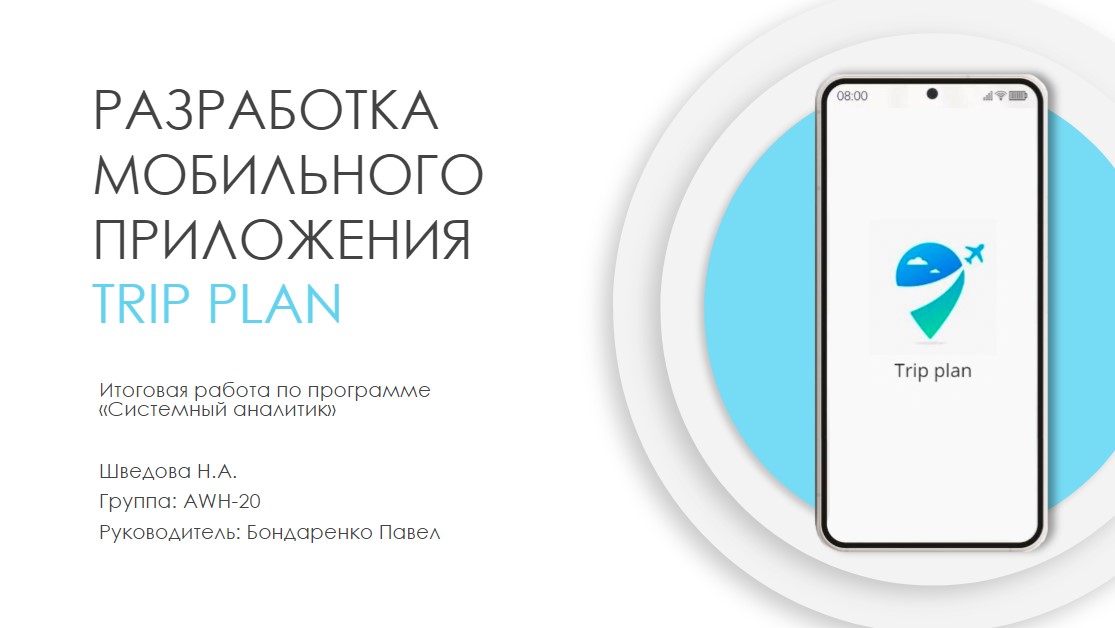 РАЗРАБОТКА
МОБИЛЬНОГО
ПРИЛОЖЕНИЯ
TRIP PLAN
Итоговая работа по программе
«Системный аналитик»
Шведова Н.А.
Группа: AWH-20
Руководитель: Бондаренко Павел
08:00
Trip plan